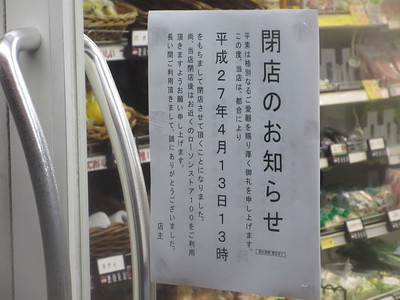 閉店のお知らせ
平素は格別なるご愛顧を賜り厚く御礼を申し上げます。
この度、当店は、都合により
平成27年4月13日13時
をもちまして閉店させて頂くことになりました。
尚、当店閉店後はお近くのローソンストア100をご利用
頂きますようお願い申し上げます。
長い間ご利用頂きまして、誠にありがとうございました。
店主